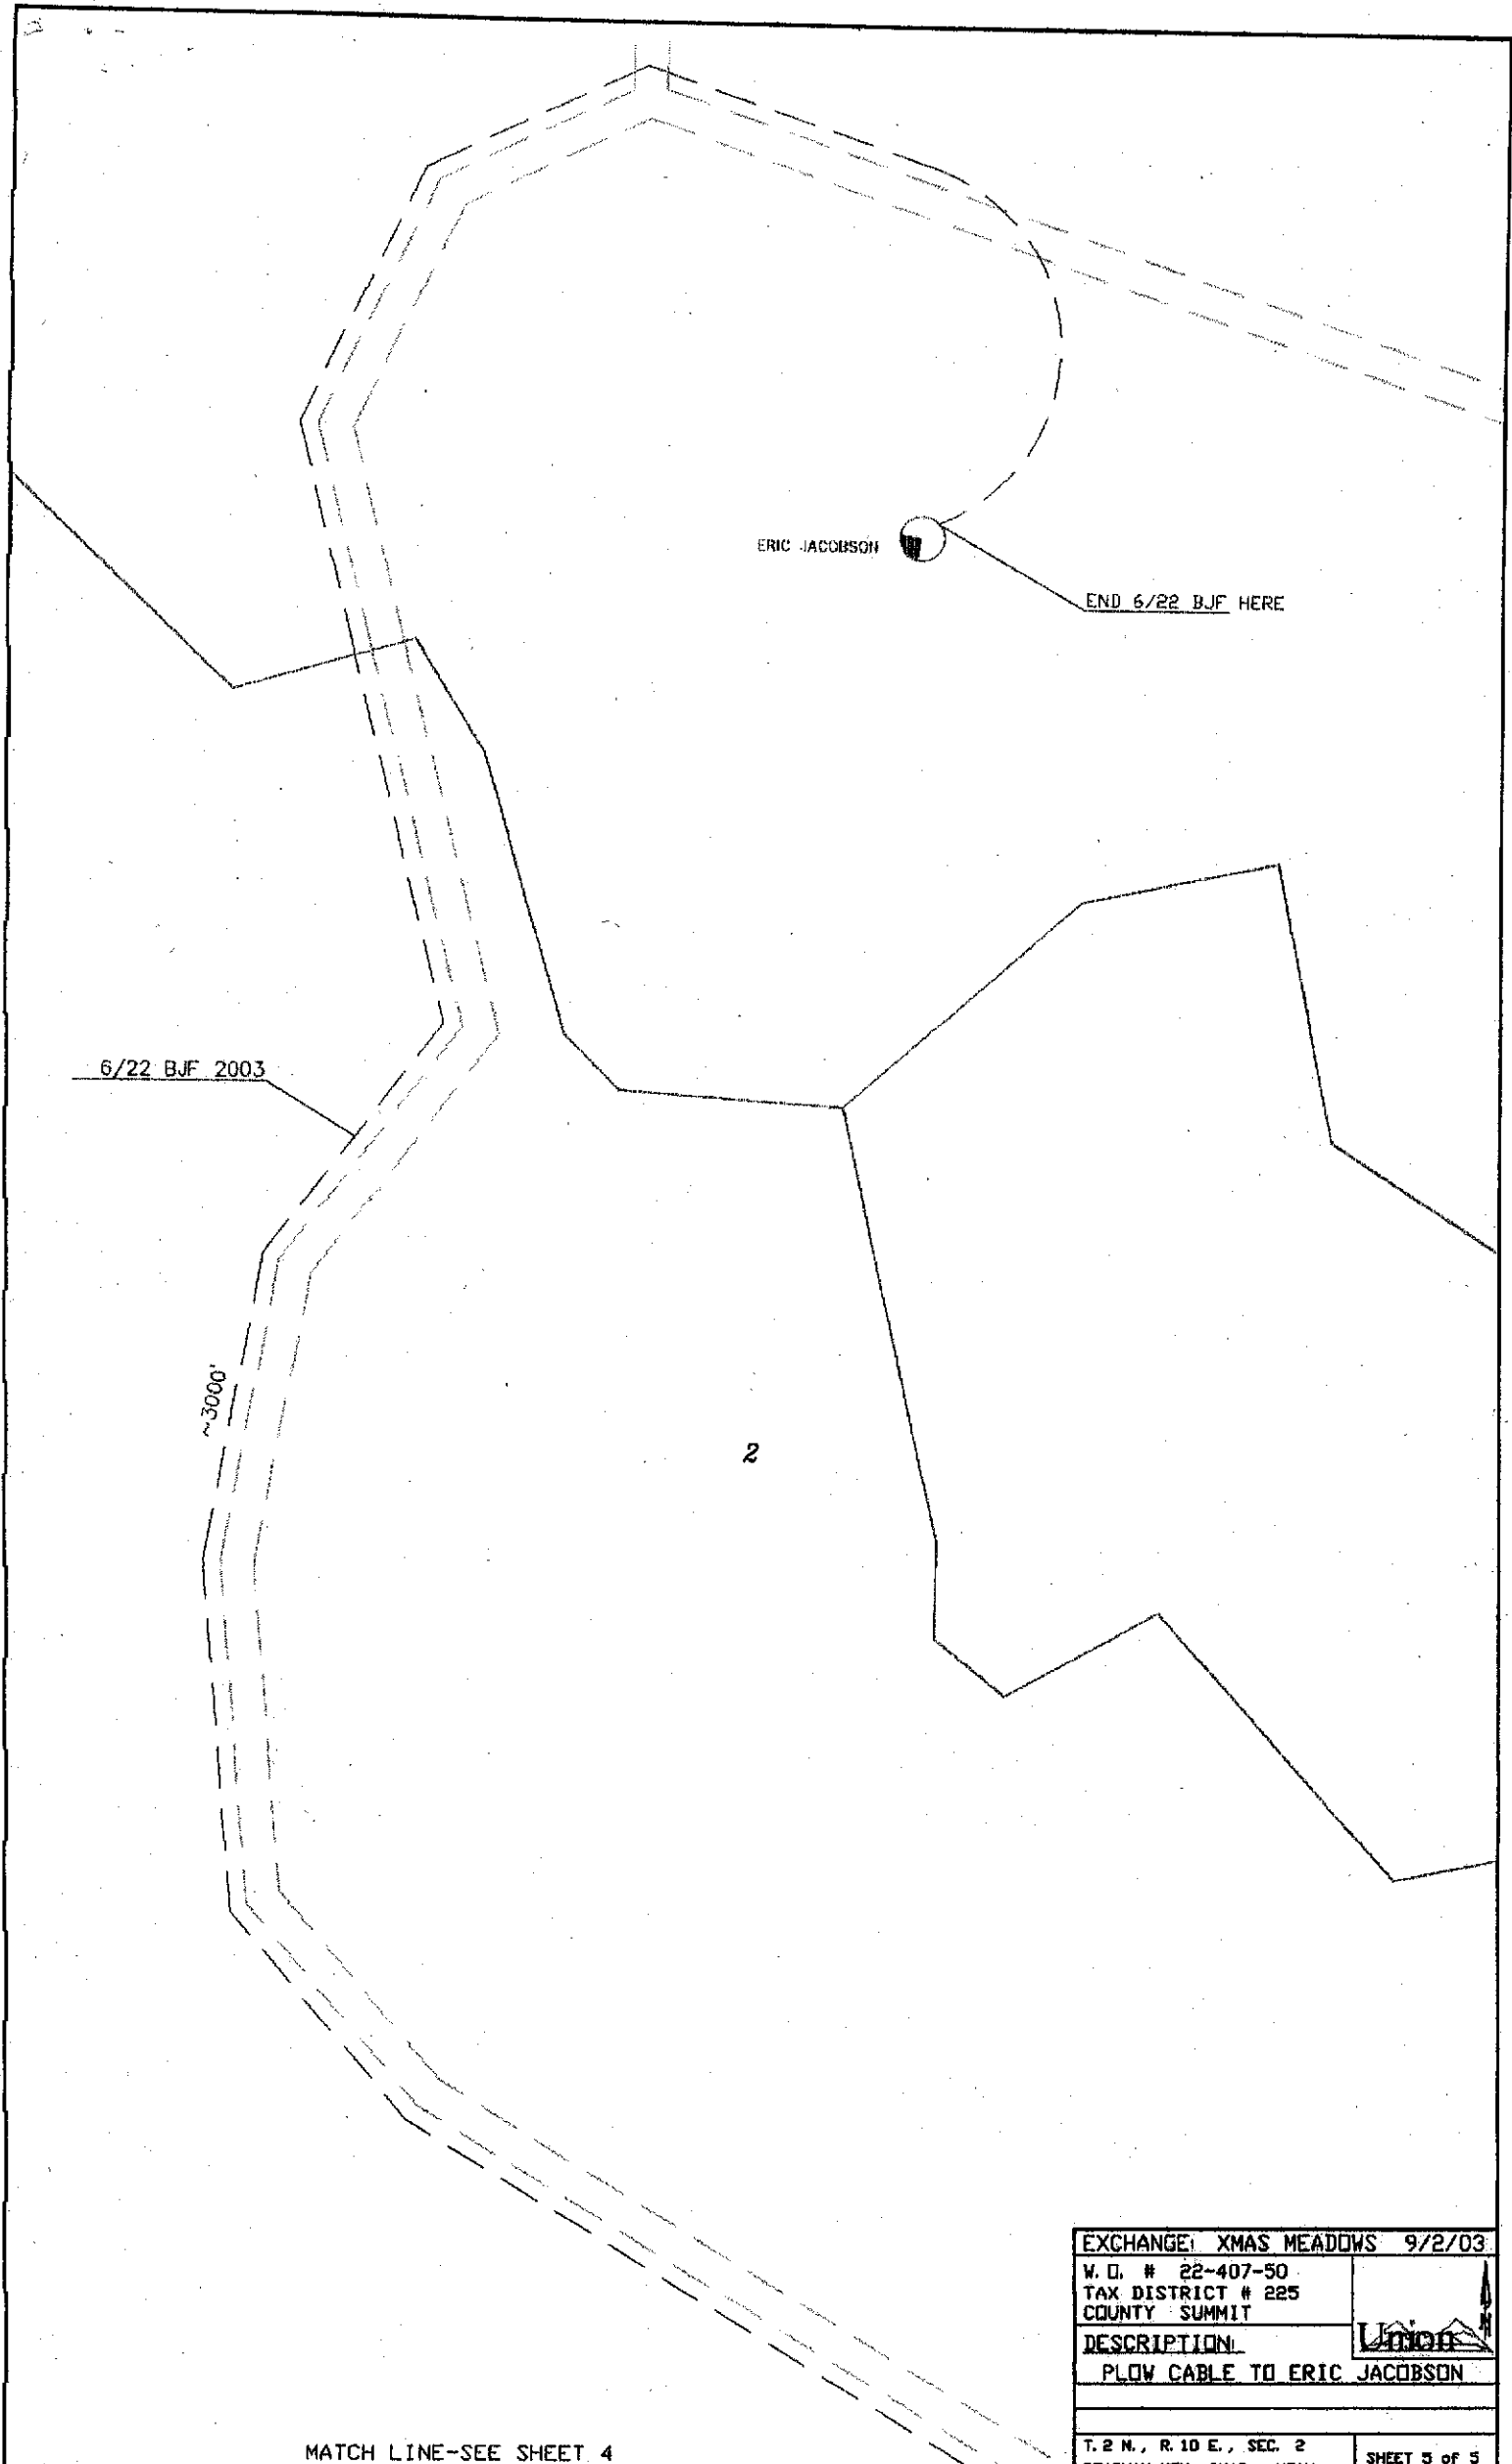 ERIC JACOBSON
END 6/22 BJF HERE
6/22 BJF 2003
~3000'
2
EXCHANGE: XMAS MEADOWS 9/2/03
W. O. # 22-407-50
TAX DISTRICT # 225
COUNTY SUMMIT
Union
DESCRIPTION:
PLOW CABLE TO ERIC JACOBSON
T. 2 N., R. 10 E., SEC. 2
SHEET 5 of 5
MATCH LINE-SEE SHEET 4